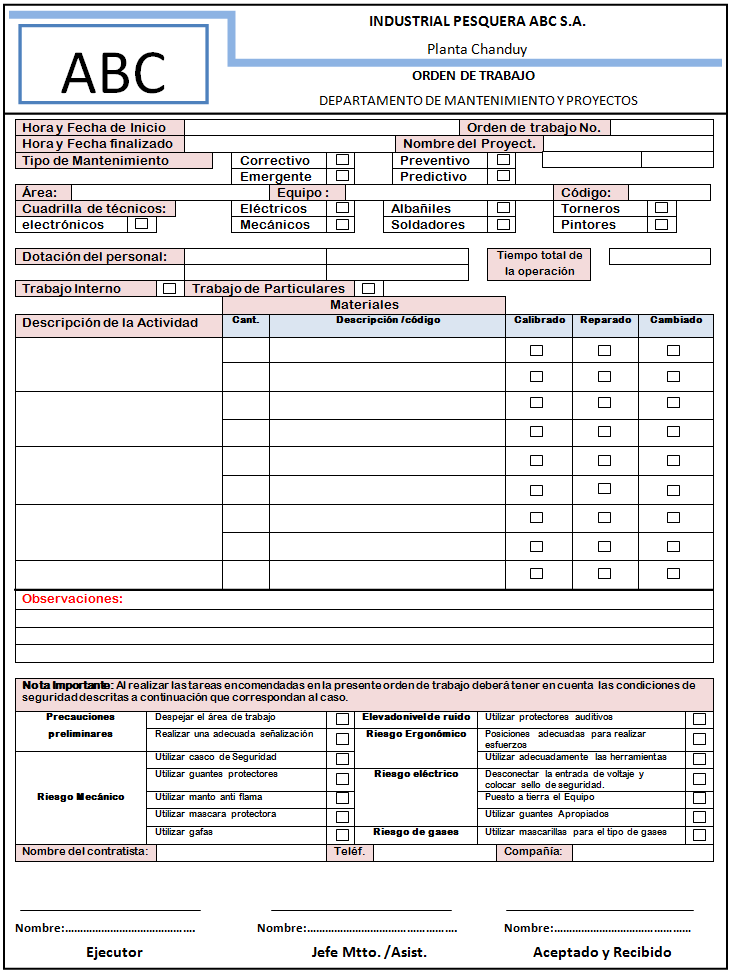 INDUSTRIAL PESQUERA ABC S.A.
ABC
Planta Chanduy
ORDEN DE TRABAJO
DEPARTAMENTO DE MANTENIMIENTO Y PROYECTOS
Hora y Fecha de Inicio Orden de trabajo No.
Hora y Fecha finalizado Nombre del Proyect.
Tipo de Mantenimiento Correctivo Preventivo
Emergente Predictivo
Área: Equipo : Código:
Cuadrilla de técnicos: Eléctricos Albañiles Torneros
electrónicos Mecánicos Soldadores Pintores
Dotación del personal: Tiempo total de
la operación
Trabajo Interno Trabajo de Particulares
Materiales
Descripción de la Actividad Cant. Descripción /código Calibrado Reparado Cambiado
Observaciones:
Nota Importante: Al realizar las tareas encomendadas en la presente orden de trabajo deberá tener en cuenta las condiciones de
seguridad descritas a continuación que correspondan al caso.
Precauciones Despejar el área de trabajo Elevado nivel de ruido Utilizar protectores auditivos
preliminares Realizar una adecuada señalización Riesgo Ergonómico Posiciones adecuadas para realizar
esfuerzos
Utilizar casco de Seguridad Utilizar adecuadamente las herramientas
Utilizar guantes protectores Riesgo eléctrico Desconectar la entrada de voltaje y
colocar sello de seguridad.
Riesgo Mecánico Utilizar manto anti flama Puesto a tierra el Equipo
Utilizar mascara protectora Utilizar guantes Apropiados
Utilizar gafas Riesgo de gases Utilizar mascarillas para el tipo de gases
Nombre del contratista: Teléf. Compañía:
Nombre:........................................ Nombre:.............................................. Nombre:..........................................
Ejecutor Jefe Mtto. /Asist. Aceptado y Recibido